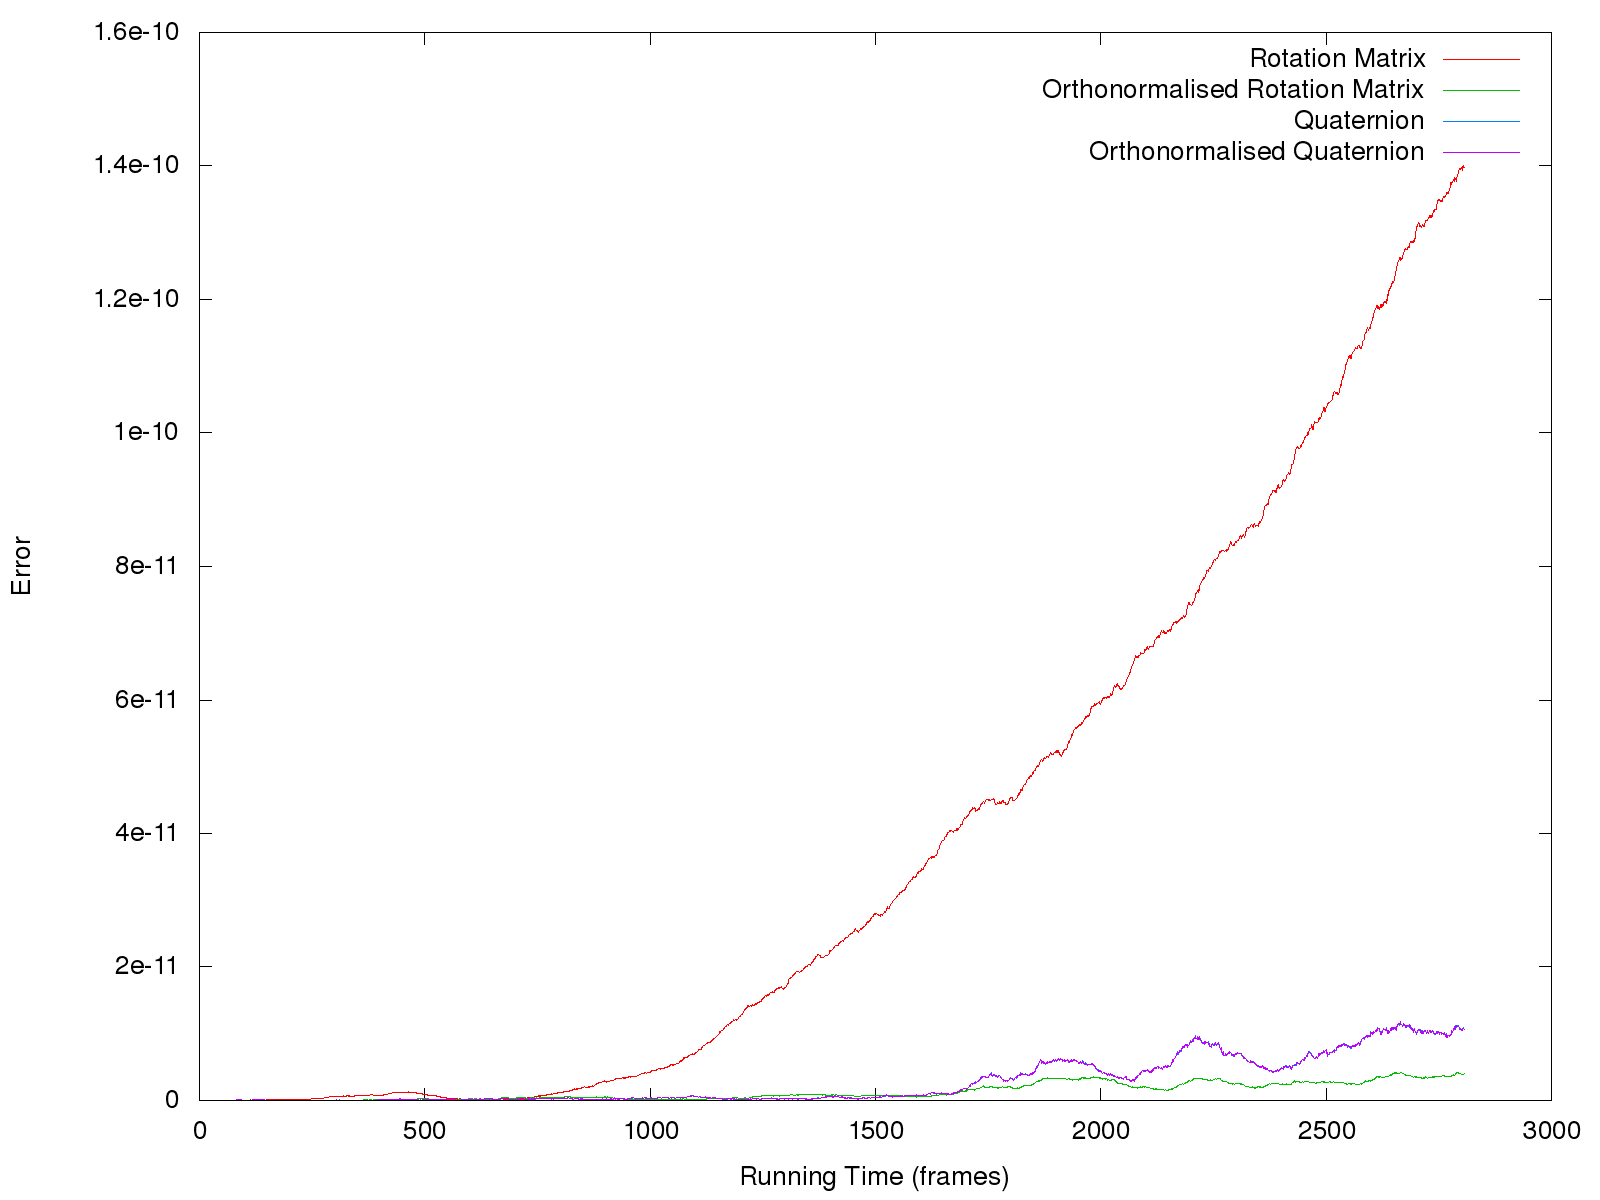 1.6e-10
1.4e-10
1.2e-10
1e-10
8e-11
6e-11
4e-11
2e-11
0
Error
Rotation Matrix
Orthonormalised Rotation Matrix
Quaternion
Orthonormalised Quaternion
0 500 1000 1500 2000 2500 3000
Running Time (frames)